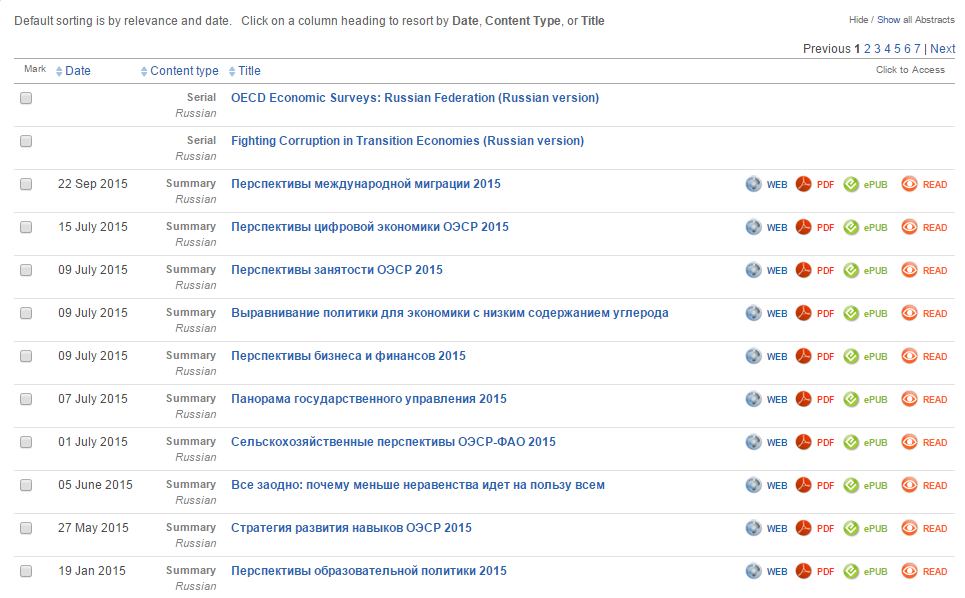 Default sorting is by relevance and date. Click on a column heading to resort by Date, Content Type, or Title
Hide / Show all Abstracts
Previous 1 2 3 4 5 6 7 | Next
Mark Date Content type Title Click to Access
Serial OECD Economic Surveys: Russian Federation (Russian version)
Russian
Serial Fighting Corruption in Transition Economies (Russian version)
Russian
22 Sep 2015 Summary Перспективы международной миграции 2015 WEB PDF ePUB READ
Russian
15 July 2015 Summary Перспективы цифровой экономики ОЭСР 2015 WEB PDF ePUB READ
Russian
09 July 2015 Summary Перспективы занятости ОЭСР 2015 WEB PDF ePUB READ
Russian
09 July 2015 Summary Выравнивание политики для экономики с низким содержанием углерода WEB PDF ePUB READ
Russian
09 July 2015 Summary Перспективы бизнеса и финансов 2015 WEB PDF ePUB READ
Russian
07 July 2015 Summary Панорама государственного управления 2015 WEB PDF ePUB READ
Russian
01 July 2015 Summary Сельскохозяйственные перспективы ОЭСР-ФАО 2015 WEB PDF ePUB READ
Russian
05 June 2015 Summary Все заодно: почему меньше неравенства идет на пользу всем WEB PDF ePUB READ
Russian
27 May 2015 Summary Стратегия развития навыков ОЭСР 2015 WEB PDF ePUB READ
Russian
19 Jan 2015 Summary Перспективы образовательной политики 2015 WEB PDF ePUB READ
Russian